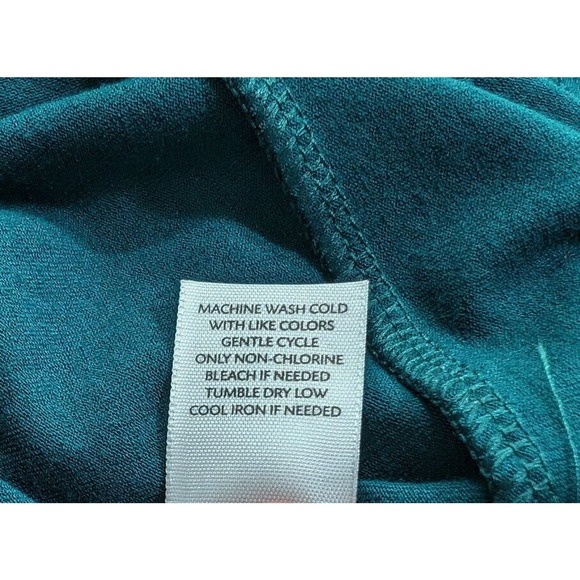 MACHINE WASH COLD
WITH LIKE COLORS
GENTLE CYCLE
ONLY NON-CHLORINE
BLEACH IF NEEDED
TUMBLE DRY LOW
COOL IRON IF NEEDED